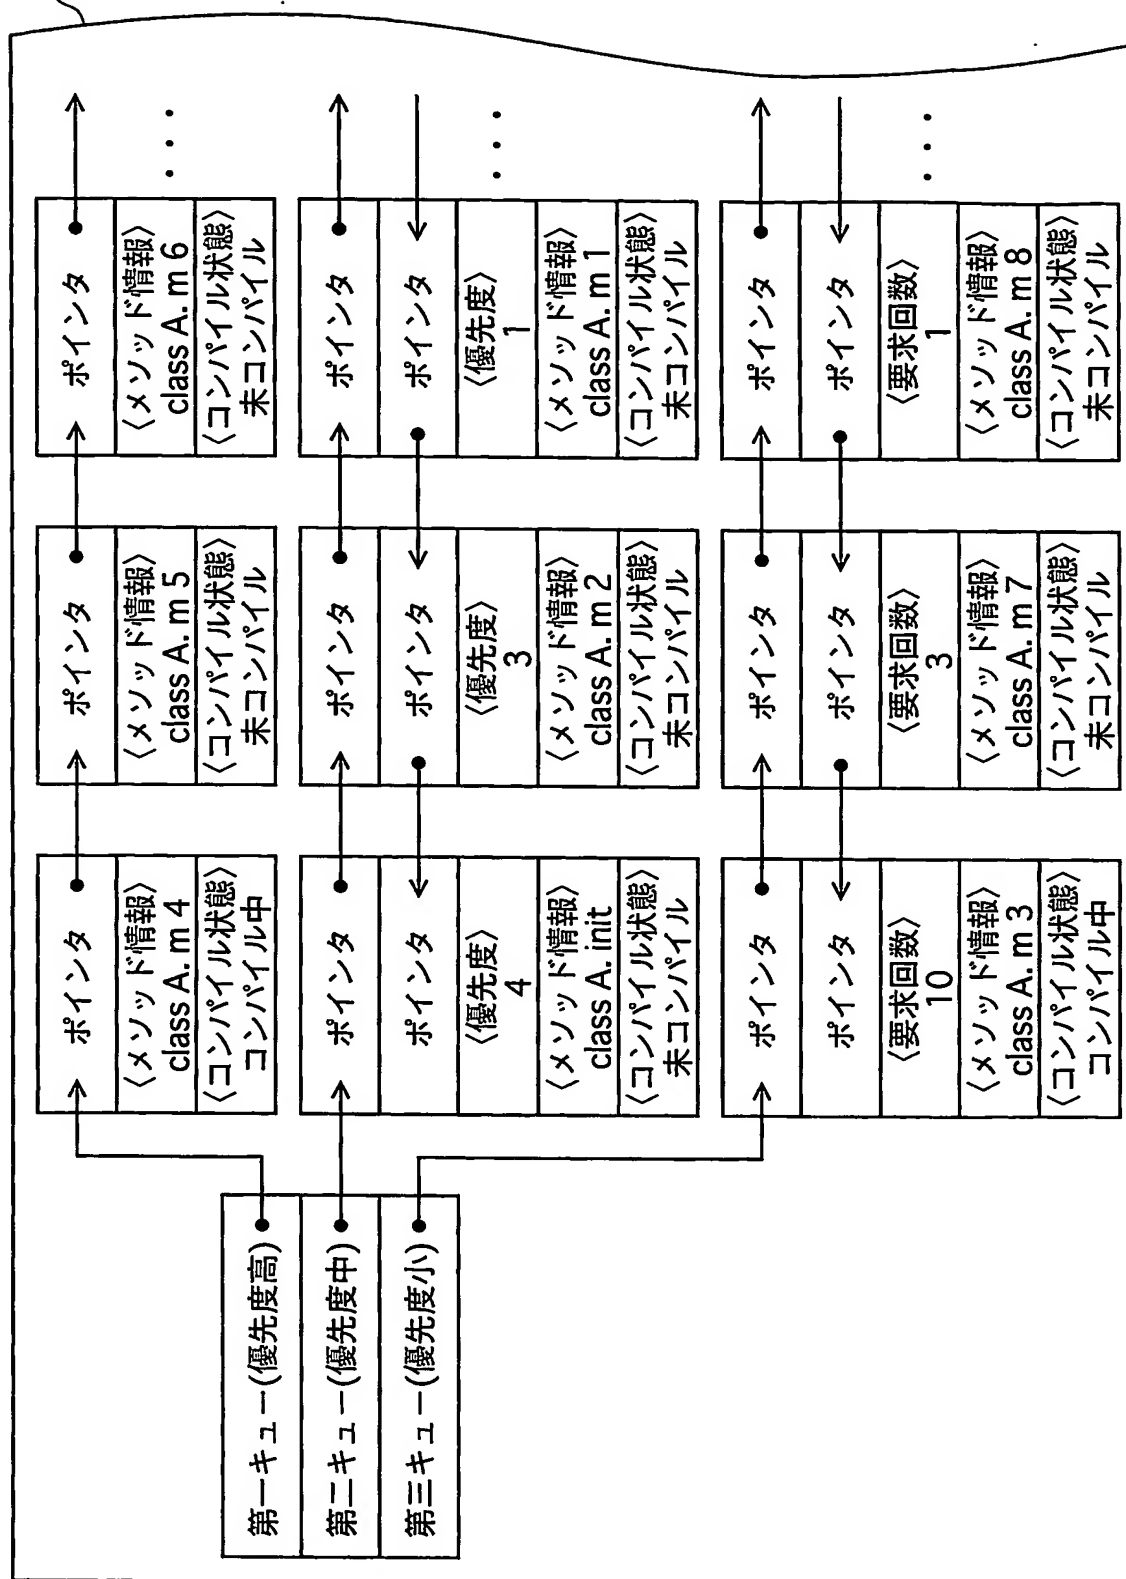 第一キュー(優先度高)
第二キュー(優先度中)
第三キュー(優先度小)
ポインタ
〈メソッド情報〉
class A. m 4
〈コンパイル状態〉
コンパイル中
ポインタ
〈メソッド情報〉
class A. m 5
〈コンパイル状態〉
未コンパイル
ポインタ
〈メソッド情報〉
class A. m 6
〈コンパイル状態〉
未コンパイル
・・・
ポインタ
ポインタ
〈優先度〉
4
〈メソッド情報〉
class A. init
〈コンパイル状態〉
未コンパイル
ポインタ
ポインタ
〈優先度〉
3
〈メソッド情報〉
class A. m 2
〈コンパイル状態〉
未コンパイル
ポインタ
ポインタ
〈優先度〉
1
〈メソッド情報〉
class A. m 1
〈コンパイル状態〉
未コンパイル
・・・
ポインタ
ポインタ
〈要求回数〉
10
〈メソッド情報〉
class A. m 3
〈コンパイル状態〉
コンパイル中
ポインタ
ポインタ
〈要求回数〉
3
〈メソッド情報〉
class A. m 7
〈コンパイル状態〉
未コンパイル
ポインタ
ポインタ
〈要求回数〉
1
〈メソッド情報〉
class A. m 8
〈コンパイル状態〉
未コンパイル
・・・